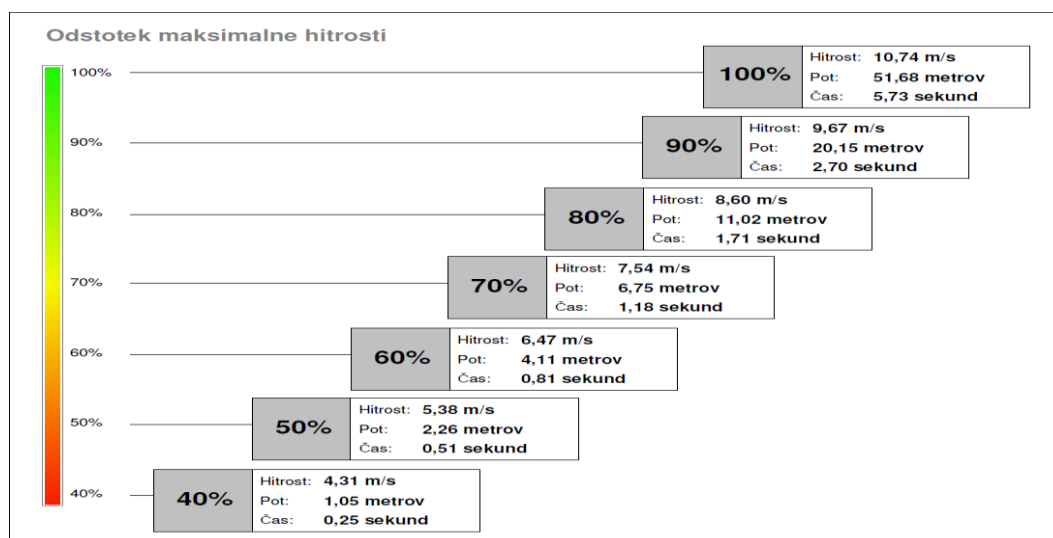 Odstotek maksimalne hitrosti
100%
100%
Hitrost: 10,74 m/s
Pot: 51,68 metrov
Čas: 5,73 sekund
90%
90%
Hitrost: 9,67 m/s
Pot: 20,15 metrov
Čas: 2,70 sekund
80%
80%
Hitrost: 8,60 m/s
Pot: 11,02 metrov
Čas: 1,71 sekund
70%
70%
Hitrost: 7,54 m/s
Pot: 6,75 metrov
Čas: 1,18 sekund
60%
60%
Hitrost: 6,47 m/s
Pot: 4,11 metrov
Čas: 0,81 sekund
50%
50%
Hitrost: 5,38 m/s
Pot: 2,26 metrov
Čas: 0,51 sekund
40%
40%
Hitrost: 4,31 m/s
Pot: 1,05 metrov
Čas: 0,25 sekund